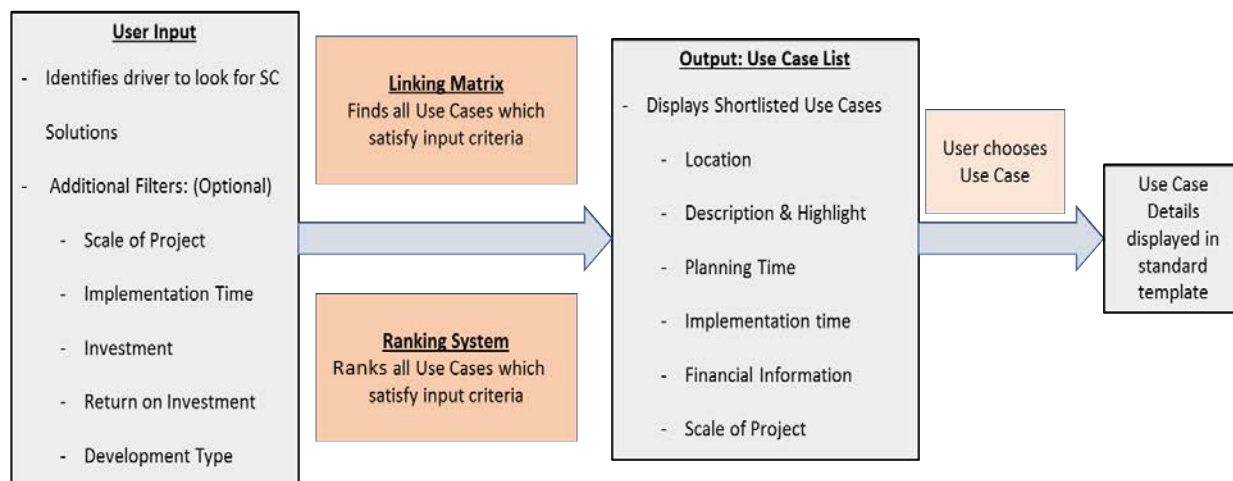 User Input
- Identifies driver to look for SC
Solutions
- Additional Filters: (Optional)
- Scale of Project
- Implementation Time
- Investment
- Return on Investment
- Development Type
Linking Matrix
Finds all Use Cases which
satisfy input criteria
Ranking System
Ranks all Use Cases which
satisfy input criteria
Output: Use Case List
- Displays Shortlisted Use Cases
- Location
- Description & Highlight
- Planning Time
- Implementation time
- Financial Information
- Scale of Project
User chooses
Use Case
Use Case
Details
displayed in
standard
template